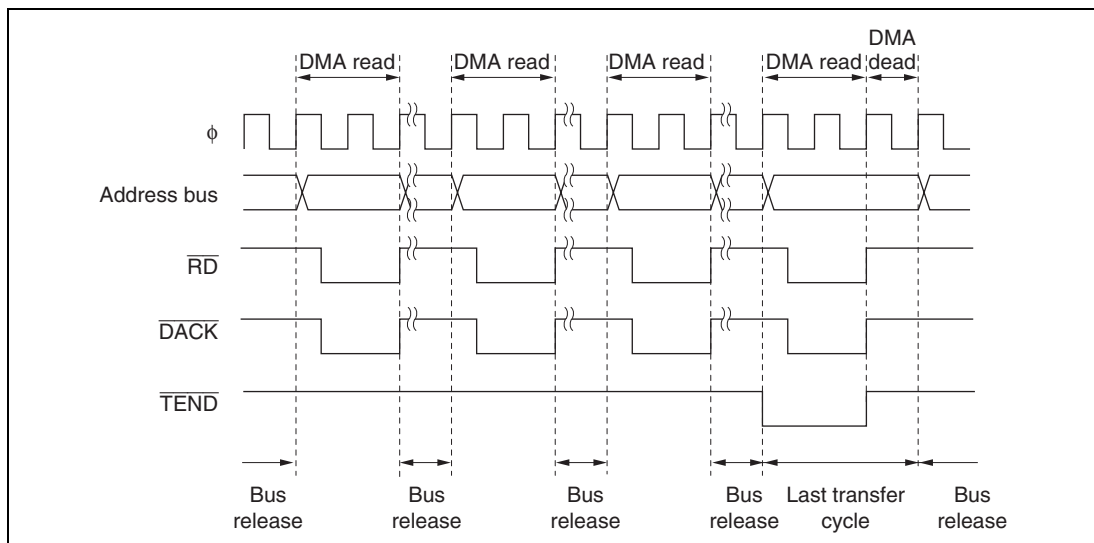 DMA
DMA read DMA read DMA read DMA read dead
φ
Address bus
RD
DACK
TEND
Bus release
Bus release
Bus release
Bus release
Last transfer cycle
Bus release